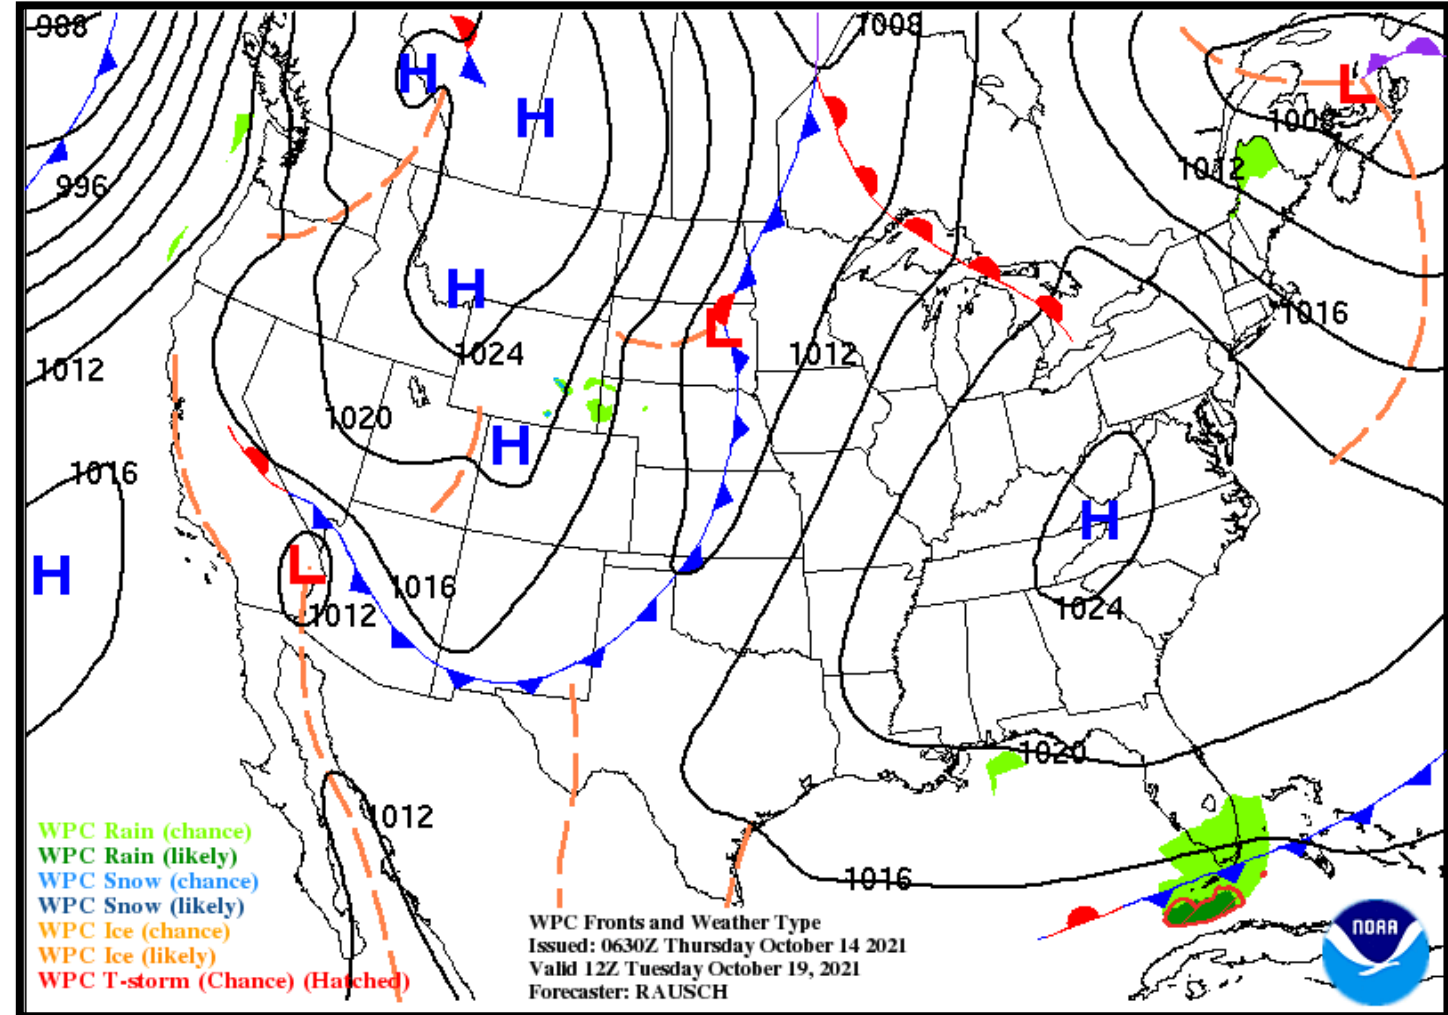 988
1008
H
H
L
1008
1012
996
H
1016
L
1024
1012
1012
1020
H
1016
H
H
L
1016
1012
1024
1020
1012
1016
WPC Rain (chance)
WPC Rain (likely)
WPC Snow (chance)
WPC Snow (likely)
WPC Ice (chance)
WPC Ice (likely)
WPC T-storm (Chance) (Hatched)
WPC Fronts and Weather Type
Issued: 0630Z Thursday October 14 2021
Valid 12Z Tuesday October 19, 2021
Forecaster: RAUSCH
NOAA